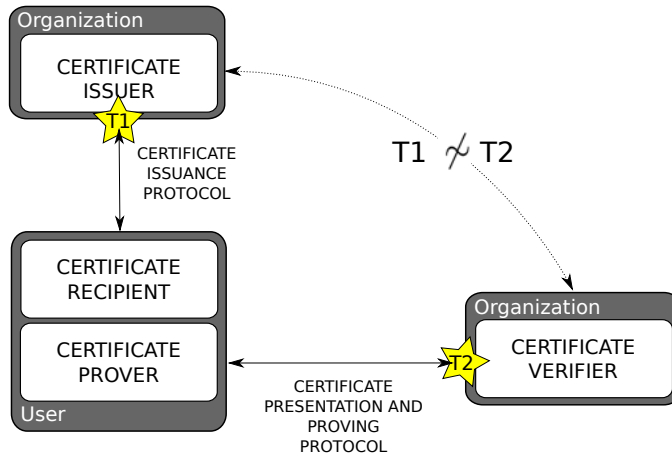 Organization
CERTIFICATE
ISSUER
T1
CERTIFICATE
ISSUANCE
PROTOCOL
T1 ≁ T2
CERTIFICATE
RECIPIENT
CERTIFICATE
PROVER
User
CERTIFICATE
PRESENTATION AND
PROVING
PROTOCOL
Organization
T2
CERTIFICATE
VERIFIER